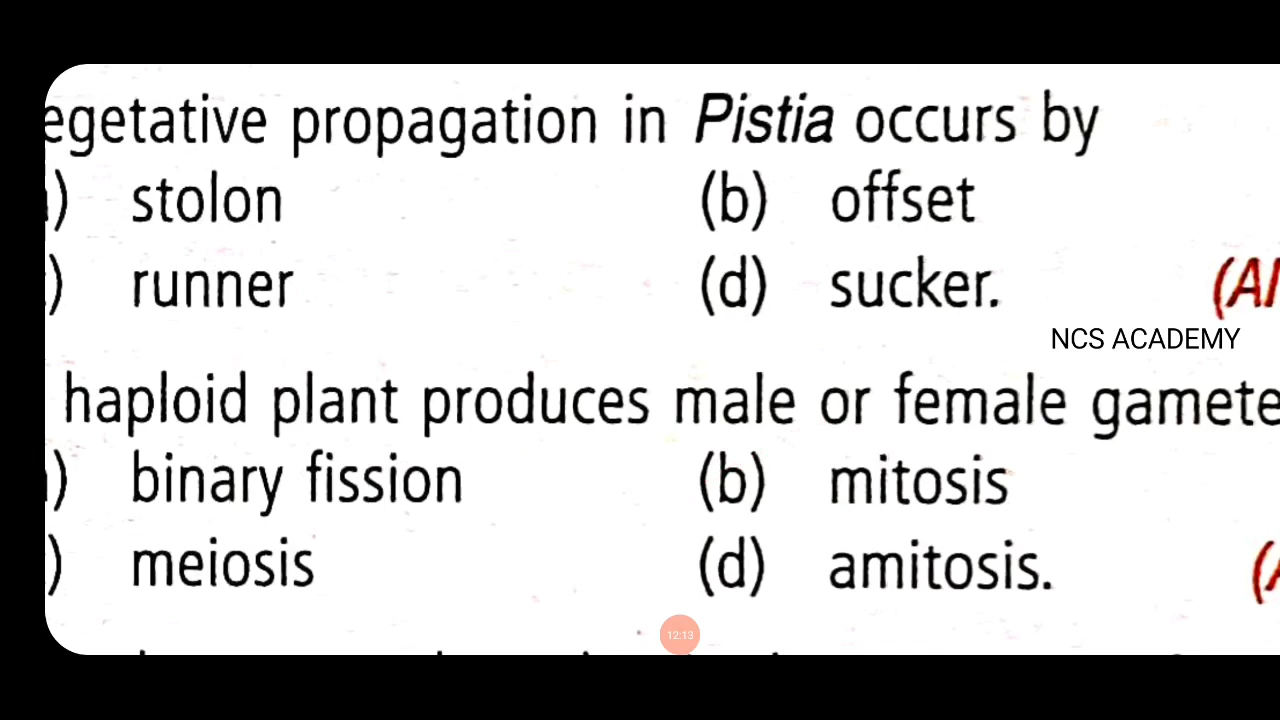 egetative propagation in Pistia occurs by
) stolon (b) offset
) runner (d) sucker. (AI
NCS ACADEMY
haploid plant produces male or female gamete
) binary fission (b) mitosis
) meiosis (d) amitosis. (A
12:13